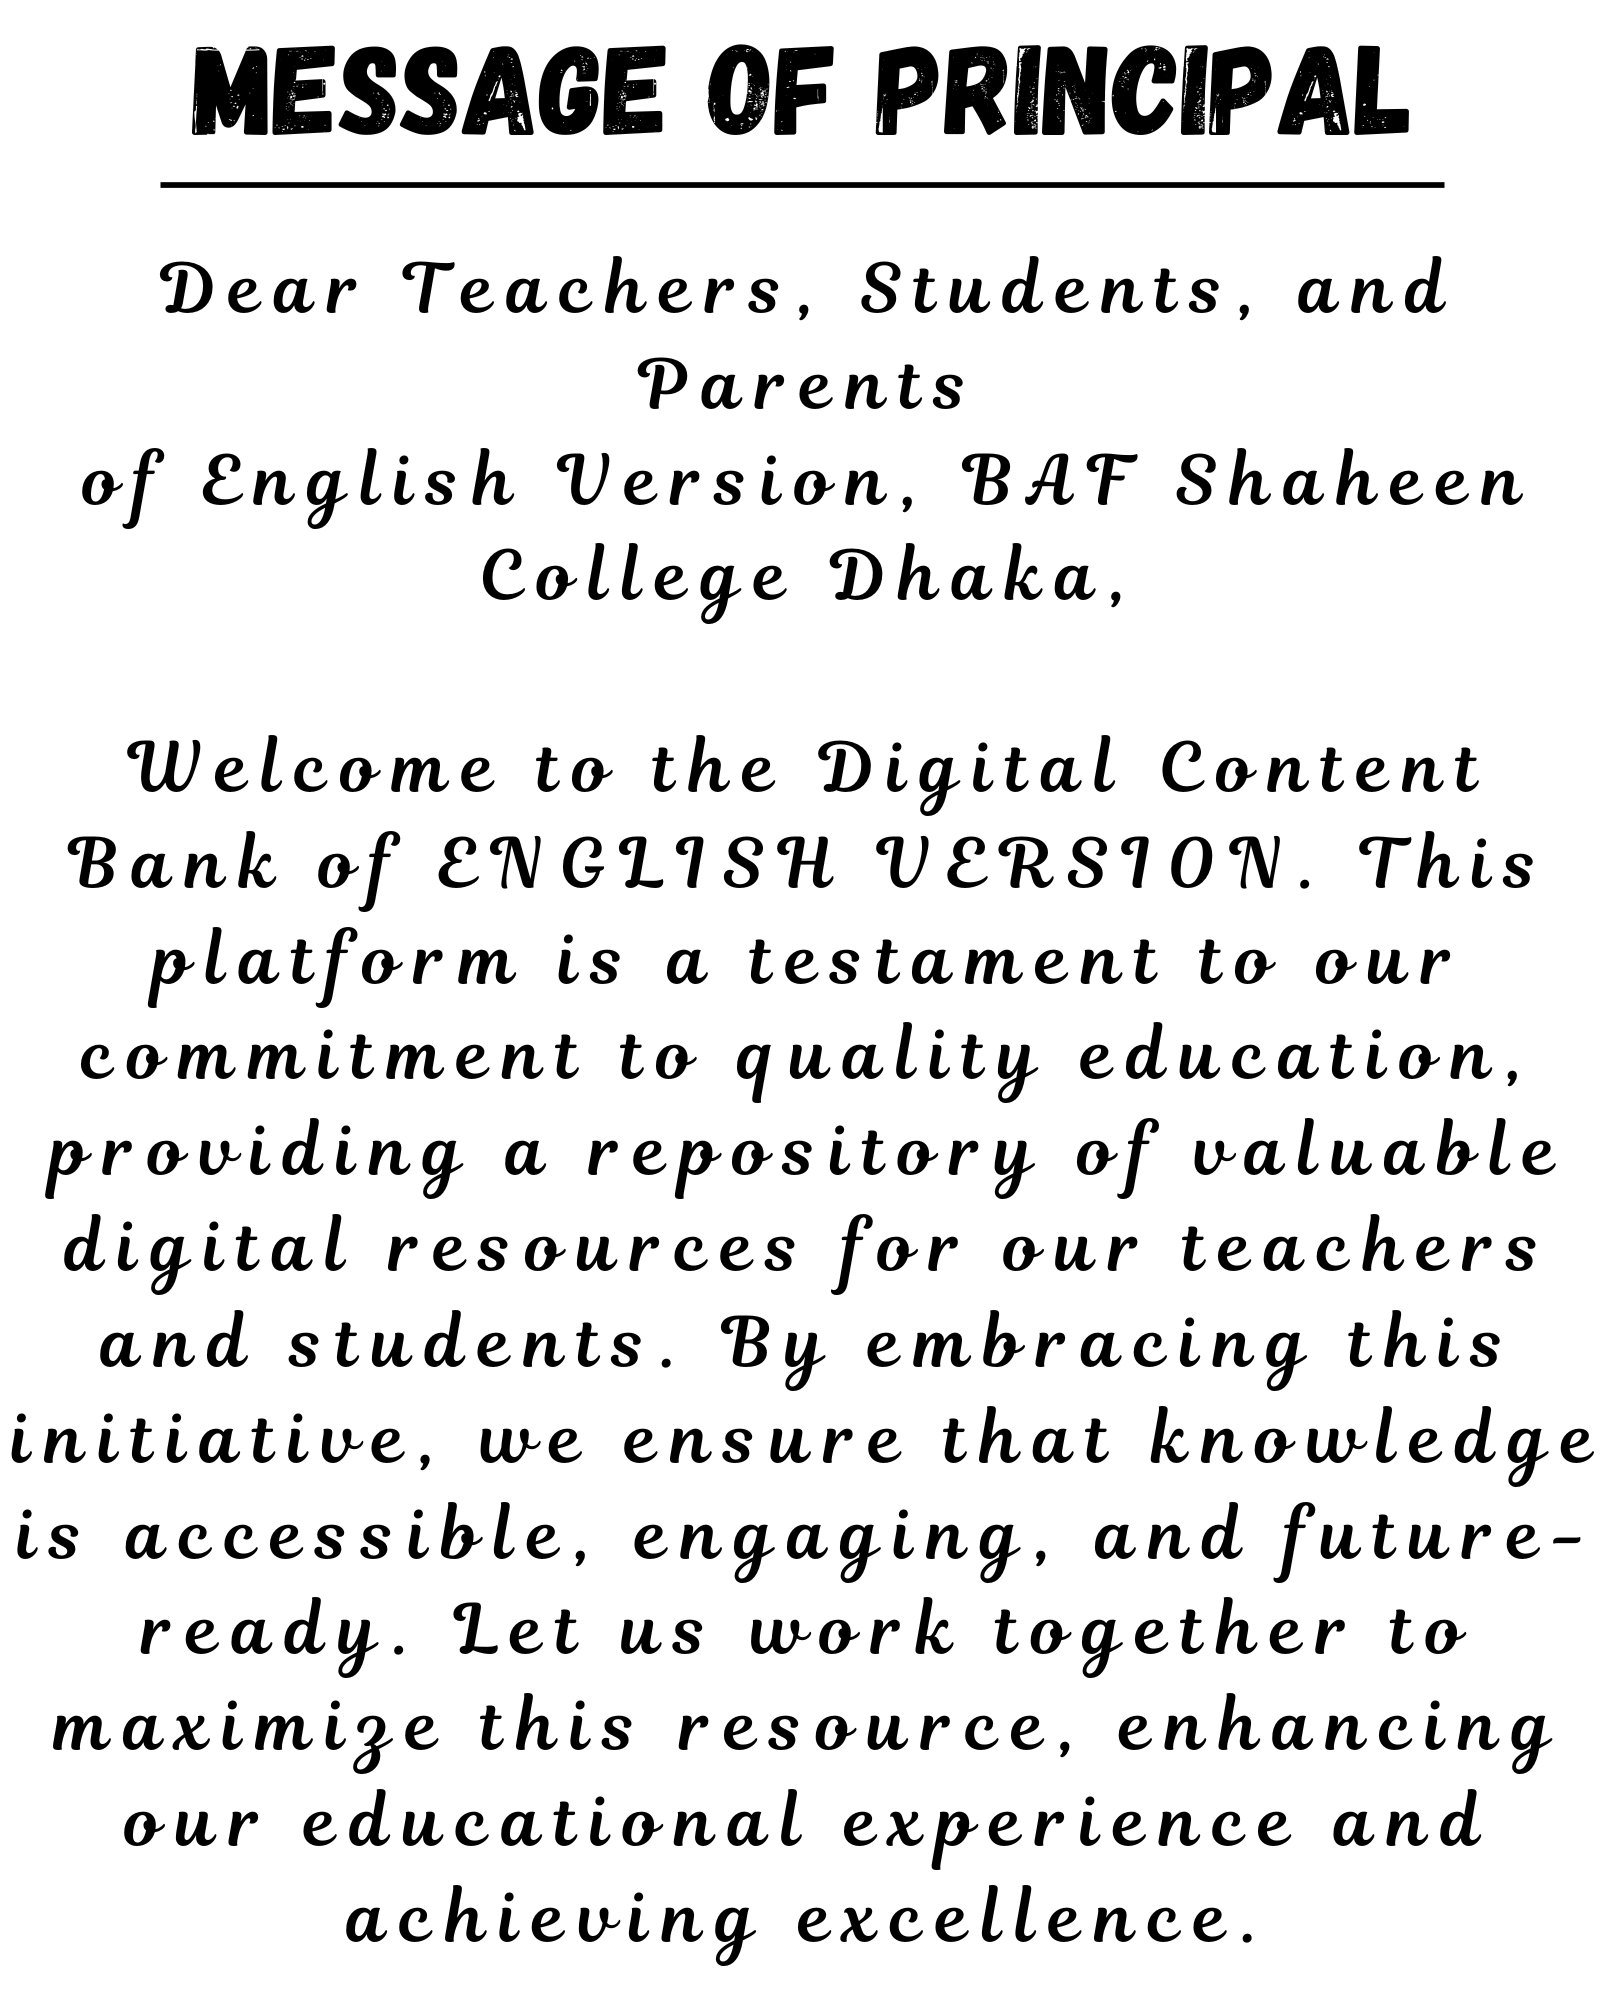 MESSAGE OF PRINCIPAL
Dear Teachers, Students, and
Parents
of English Version, BAF Shaheen
College Dhaka,
Welcome to the Digital Content
Bank of ENGLISH VERSION. This
platform is a testament to our
commitment to quality education,
providing a repository of valuable
digital resources for our teachers
and students. By embracing this
initiative, we ensure that knowledge
is accessible, engaging, and future-
ready. Let us work together to
maximize this resource, enhancing
our educational experience and
achieving excellence.